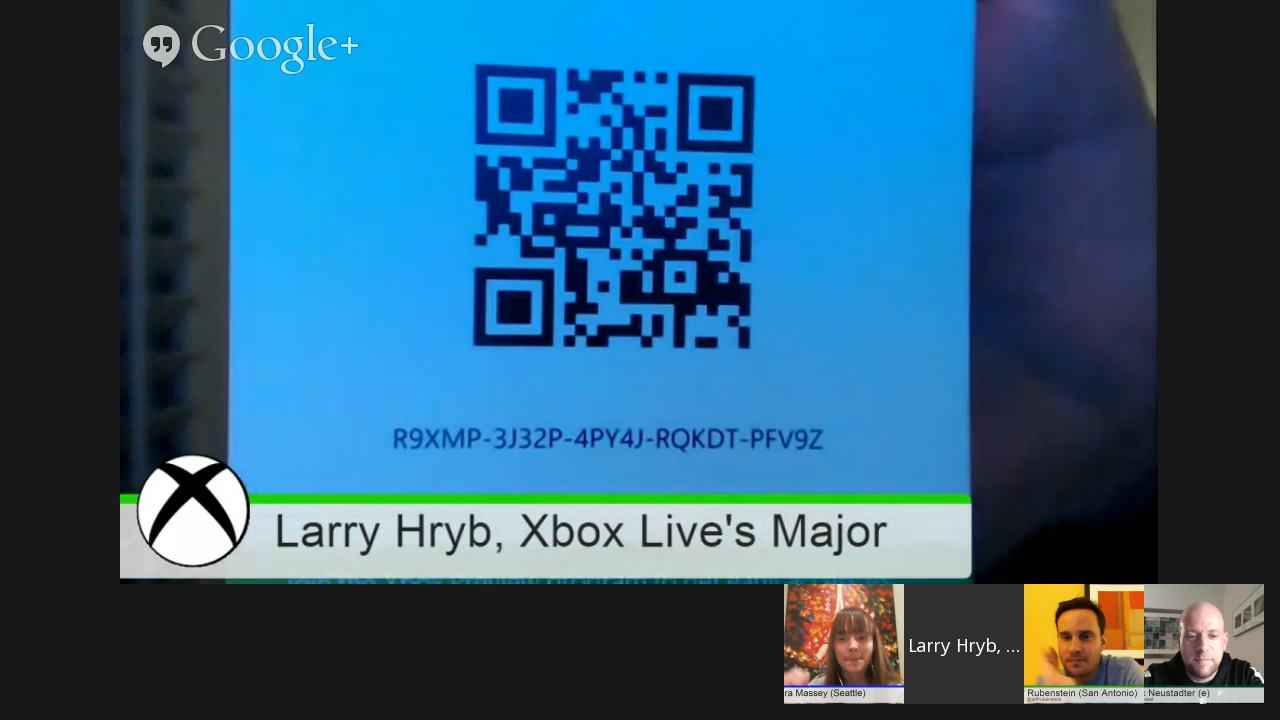 Google+
R9XMP-3J32P-4PY4J-RQKDT-PFV9Z
Larry Hryb, Xbox Live's Major
Larry Hryb, ...
ra Massey (Seattle)
Rubenstein (San Antonio)
Neustadter (e)